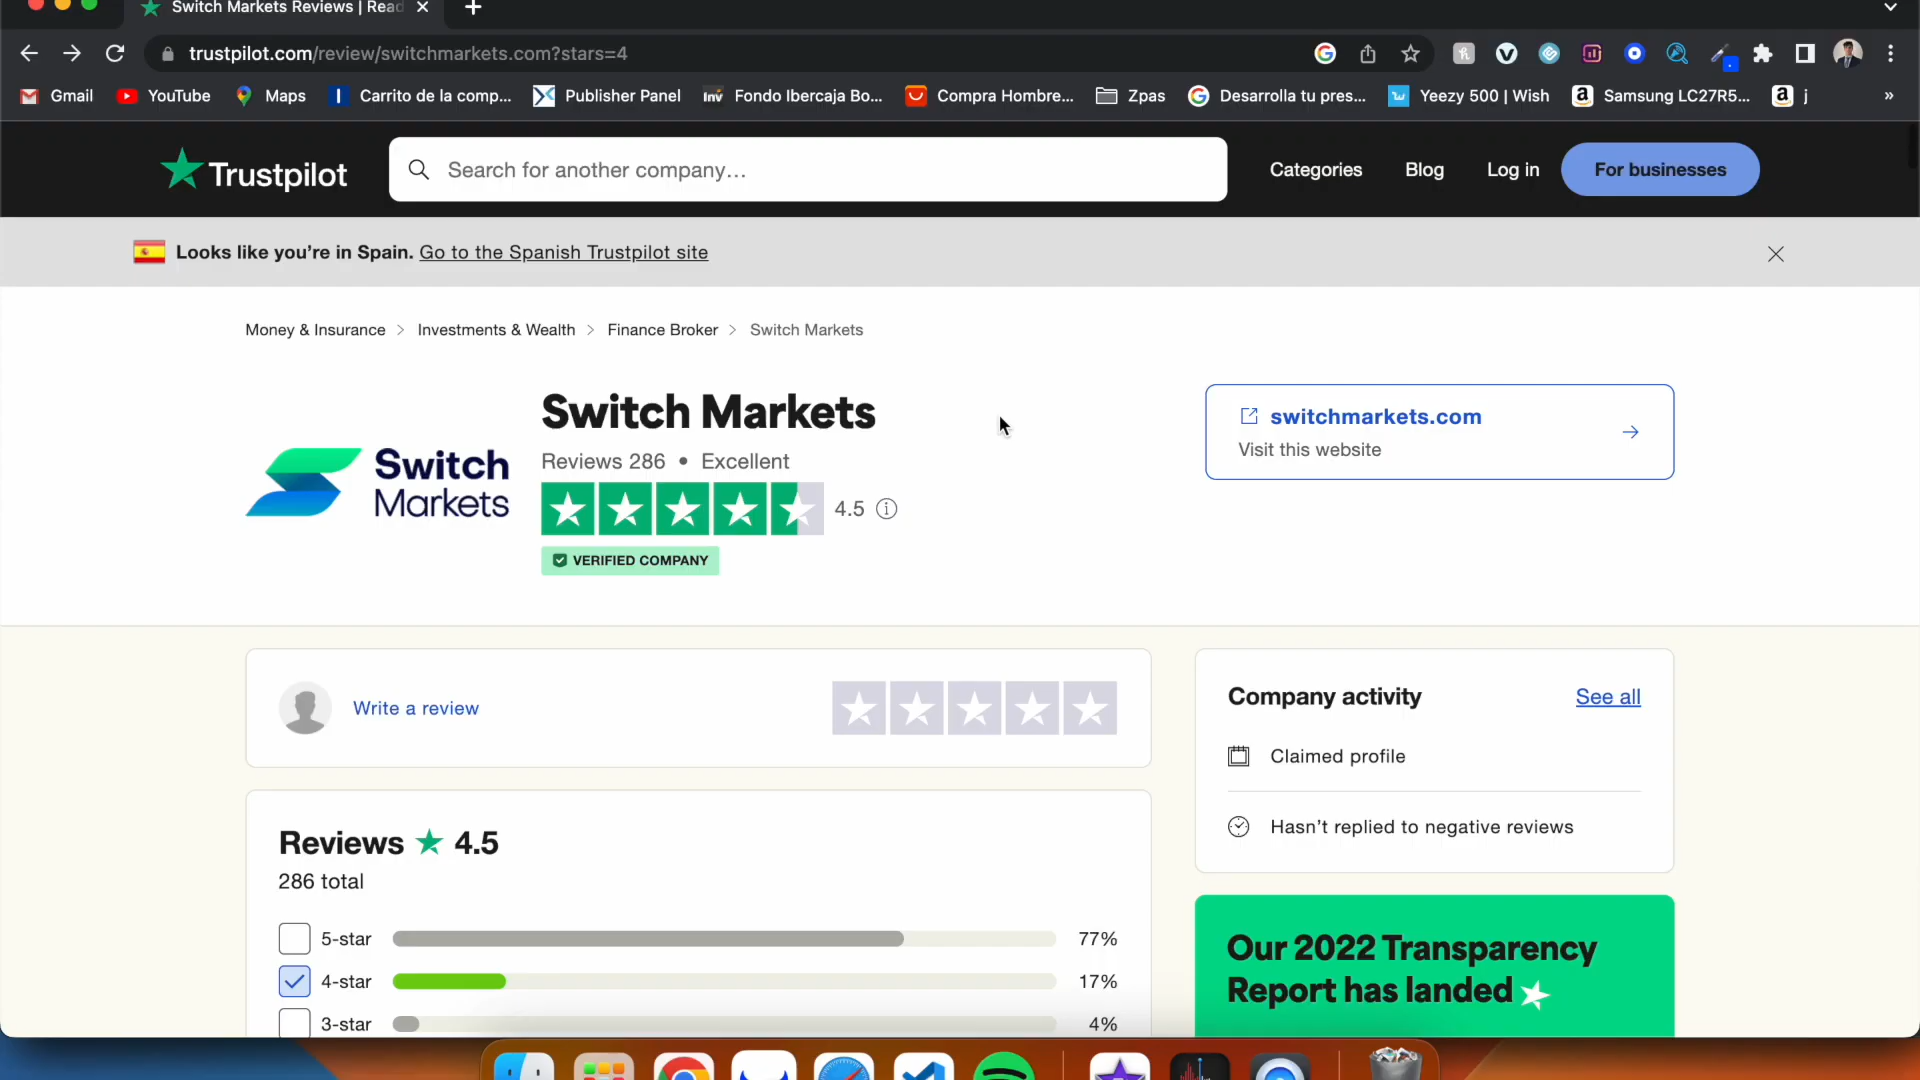 Switch Markets Reviews | Read
trustpilot.com/review/switchmarkets.com?stars=4
Gmail
YouTube
Maps
Carrito de la comp...
Publisher Panel
Fondo Ibercaja Bo...
Compra Hombre...
Zpas
Desarrolla tu pres...
Yeezy 500 | Wish
Samsung LC27R5...
j
»
Trustpilot
Search for another company...
Categories
Blog
Log in
For businesses
Looks like you're in Spain. Go to the Spanish Trustpilot site
Money & Insurance > Investments & Wealth > Finance Broker > Switch Markets
Switch
Markets
Switch Markets
Reviews 286 • Excellent
4.5
VERIFIED COMPANY
switchmarkets.com
Visit this website
Write a review
Company activity
See all
Claimed profile
Hasn't replied to negative reviews
Reviews ★ 4.5
286 total
5-star 77%
4-star 17%
3-star 4%
Our 2022 Transparency
Report has landed